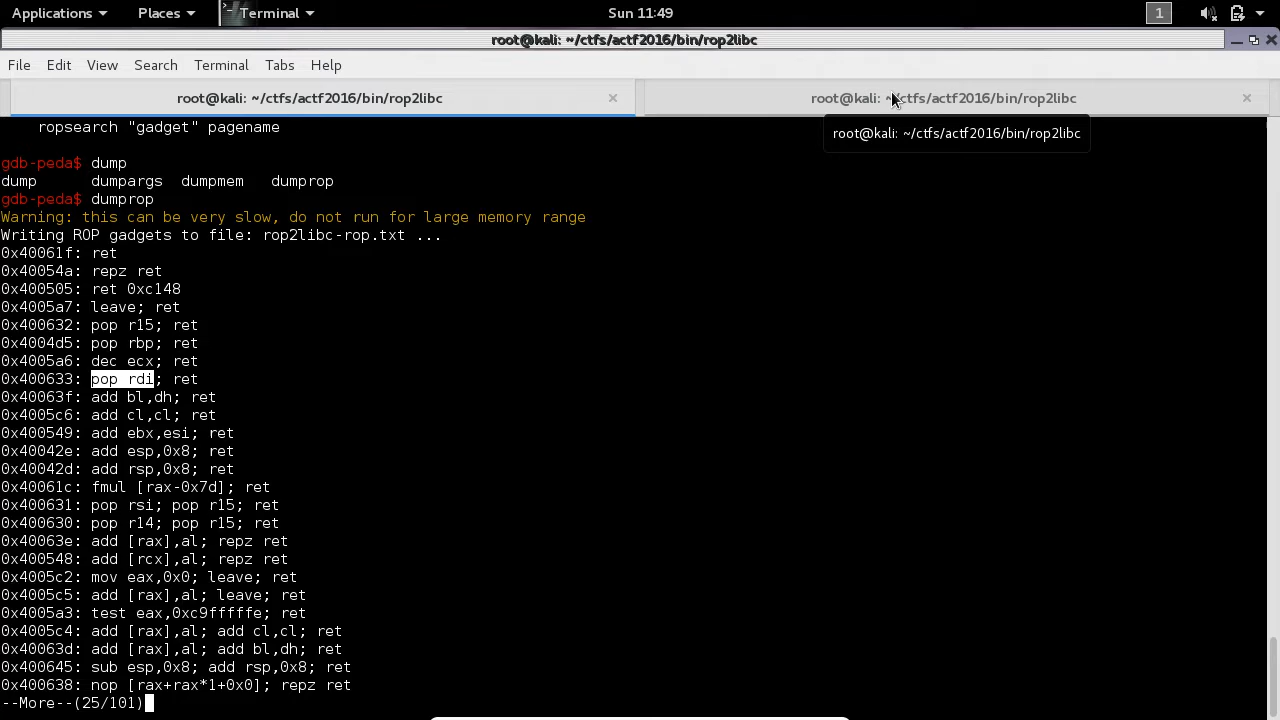 Applications Places Terminal Sun 11:49 1
root@kali: ~/ctfs/actf2016/bin/rop2libc
File Edit View Search Terminal Tabs Help
root@kali: ~/ctfs/actf2016/bin/rop2libc × root@kali: ~/ctfs/actf2016/bin/rop2libc ×
root@kali: ~/ctfs/actf2016/bin/rop2libc
ropsearch "gadget" pagename
gdb-peda$ dump
dump dumpargs dumpmem dumprop
gdb-peda$ dumprop
Warning: this can be very slow, do not run for large memory range
Writing ROP gadgets to file: rop2libc-rop.txt ...
0x40061f: ret
0x40054a: repz ret
0x400505: ret 0xc148
0x4005a7: leave; ret
0x400632: pop r15; ret
0x4004d5: pop rbp; ret
0x4005a6: dec ecx; ret
0x400633: pop rdi; ret
0x40063f: add bl,dh; ret
0x4005c6: add cl,cl; ret
0x400549: add ebx,esi; ret
0x40042e: add esp,0x8; ret
0x40042d: add rsp,0x8; ret
0x40061c: fmul [rax-0x7d]; ret
0x400631: pop rsi; pop r15; ret
0x400630: pop r14; pop r15; ret
0x40063e: add [rax],al; repz ret
0x400548: add [rcx],al; repz ret
0x4005c2: mov eax,0x0; leave; ret
0x4005c5: add [rax],al; leave; ret
0x4005a3: test eax,0xc9fffffe; ret
0x4005c4: add [rax],al; add cl,cl; ret
0x40063d: add [rax],al; add bl,dh; ret
0x400645: sub esp,0x8; add rsp,0x8; ret
0x400638: nop [rax+rax*1+0x0]; repz ret
--More--(25/101)